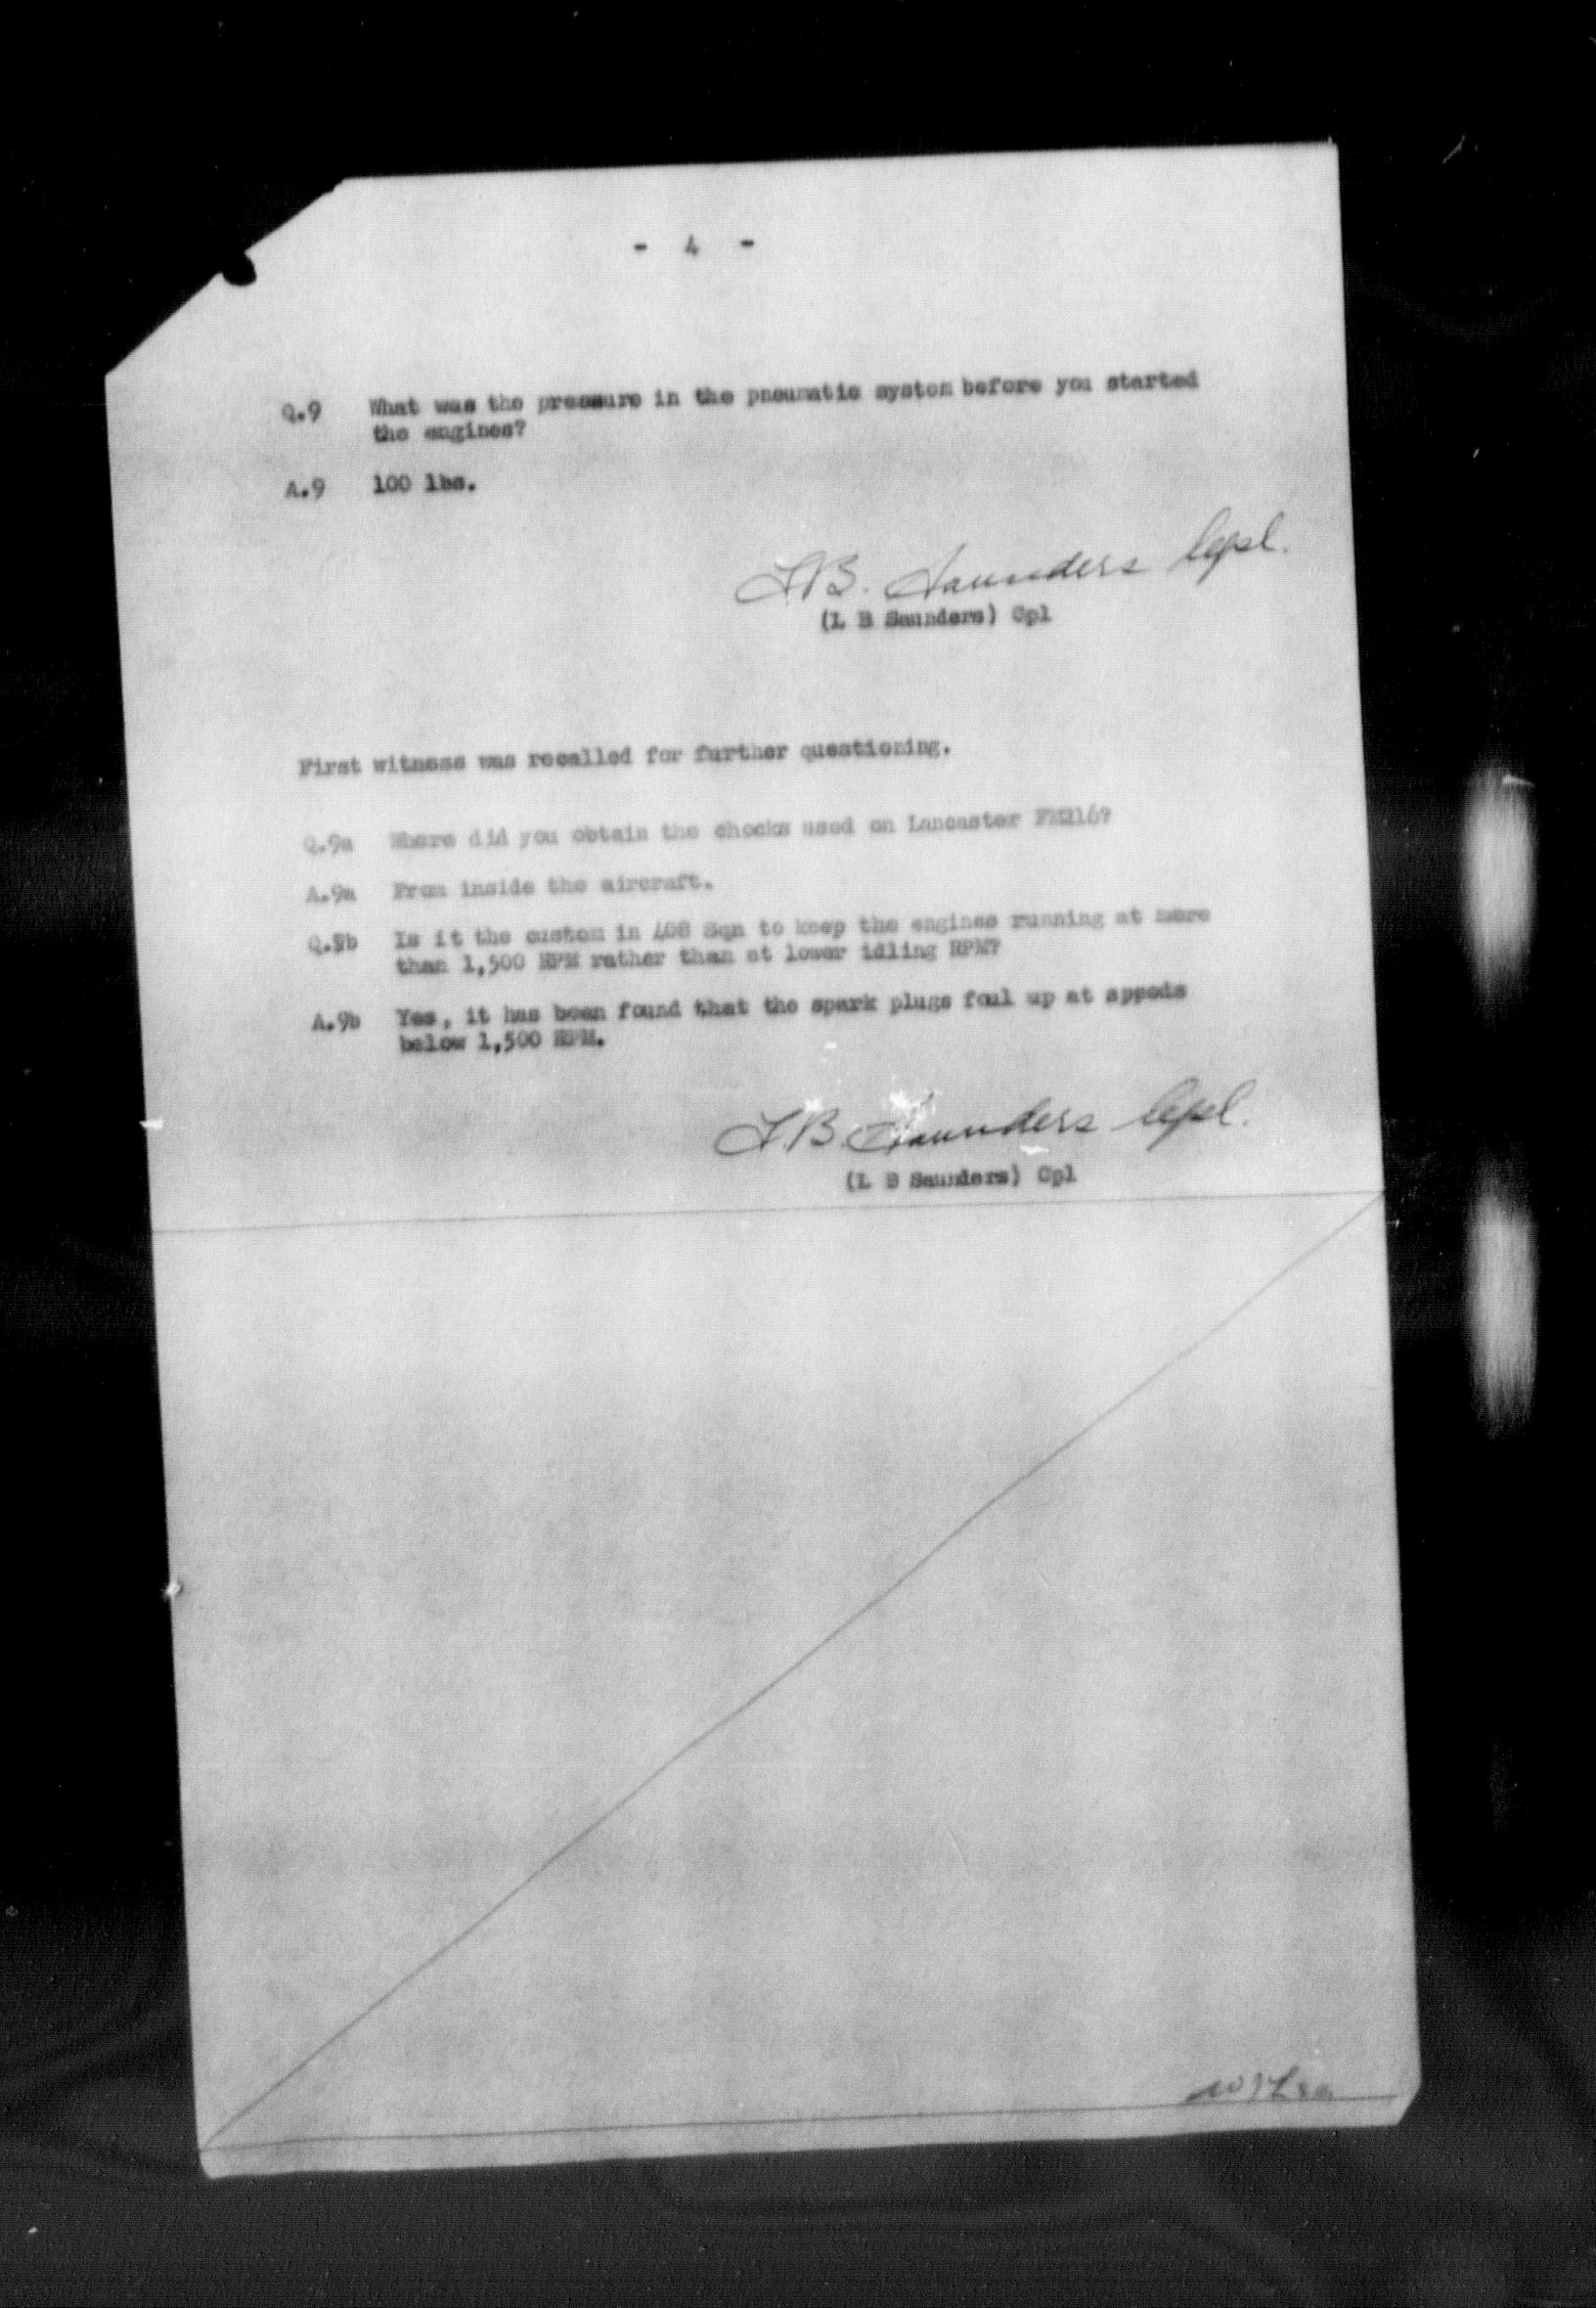 - 4 -
Q.9 What was the pressure in the pneumatic system before you started
the engines?
A.9 100 lbs.
L.B. Saunders Cpl.
(L B Saunders) Cpl
First witness was recalled for further questioning.
Q.9a Where did you obtain the chocks used on Lancaster FM216?
A.9a From inside the aircraft.
Q.9b Is it the custom in 408 Sqn to keep the engines running at more
than 1,500 RPM rather than at lower idling RPM?
A.9b Yes, it has been found that the spark plugs foul up at speeds
below 1,500 RPM.
L.B. Saunders Cpl.
(L B Saunders) Cpl